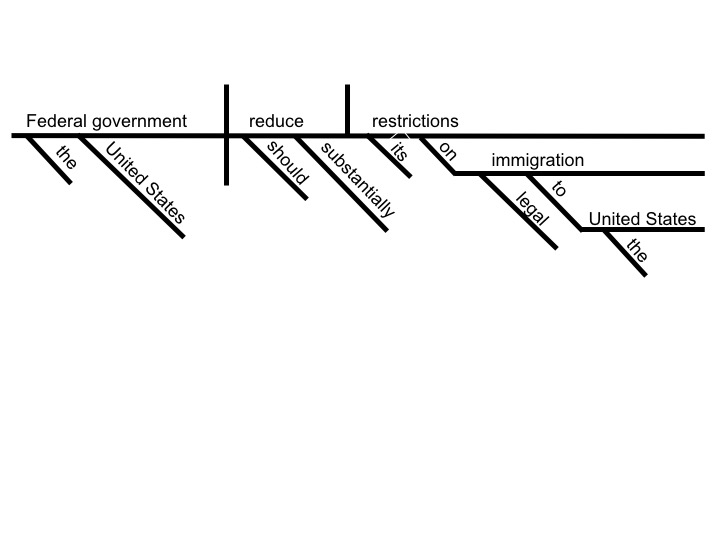 Federal government reduce restrictions
the United States should substantially its on
immigration
legal to
United States
the